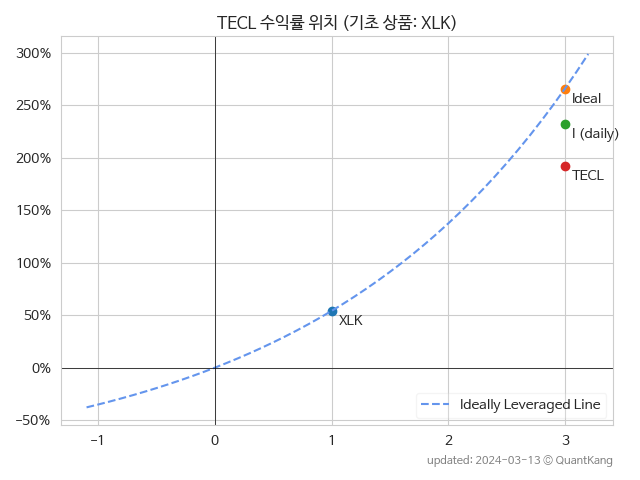 TECL 수익률 위치 (기초 상품: XLK)
300%
250%
200%
150%
100%
50%
0%
−50%
Ideal
I (daily)
TECL
XLK
Ideally Leveraged Line
−1
0
1
2
3
updated: 2024-03-13 © QuantKang